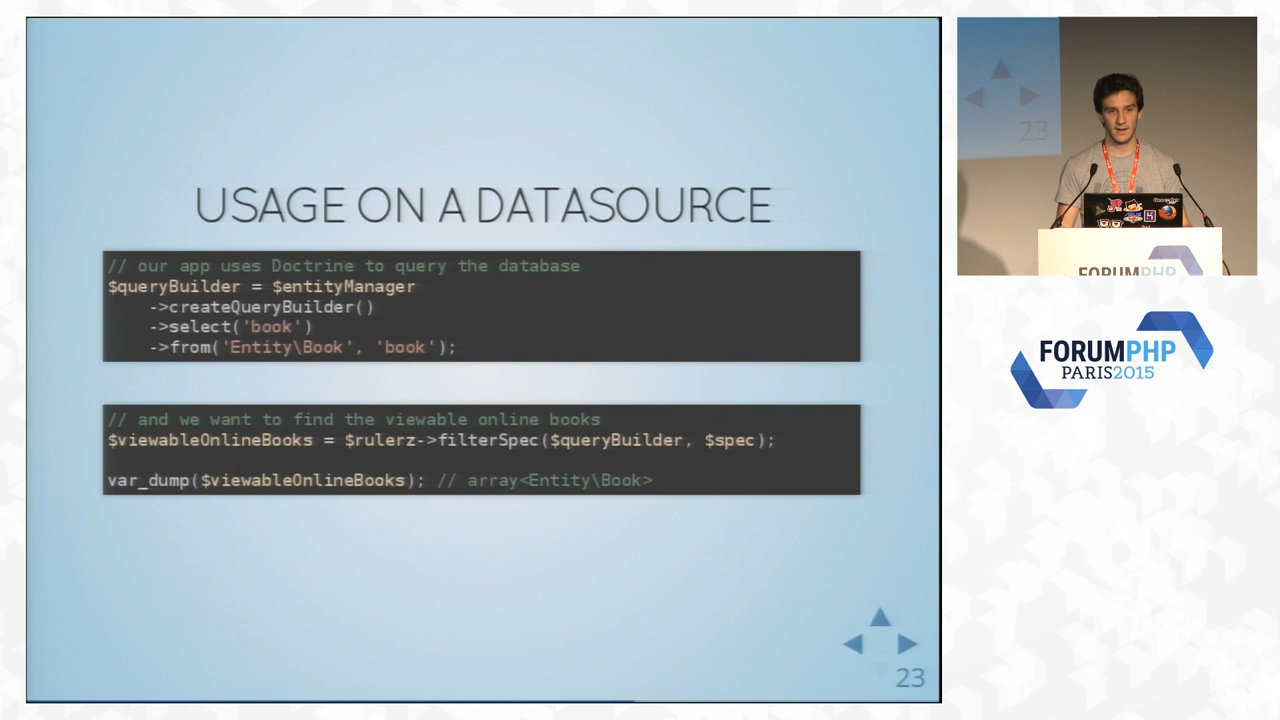 USAGE ON A DATASOURCE
// our app uses Doctrine to query the database
$queryBuilder = $entityManager
->createQueryBuilder()
->select('book')
->from('Entity\Book', 'book');
// and we want to find the viewable online books
$viewableOnlineBooks = $rulerz->filterSpec($queryBuilder, $spec);
var_dump($viewableOnlineBooks); // array<Entity\Book>
23
23
FORUMPHP
FORUMPHP
PARIS2015